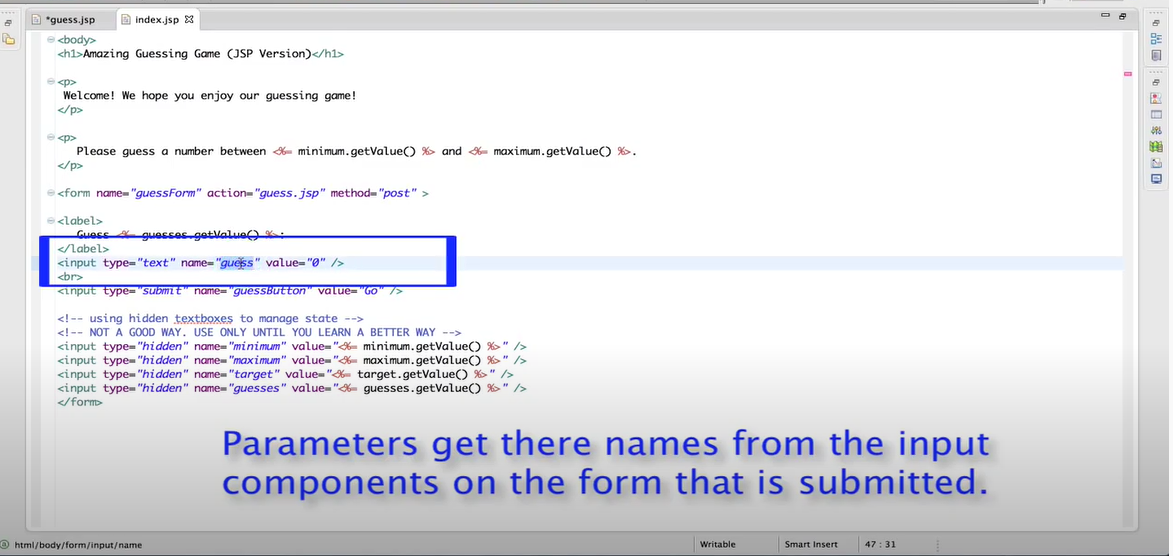 *guess.jsp
index.jsp
<body>
<h1>Amazing Guessing Game (JSP Version)</h1>
<p>
Welcome! We hope you enjoy our guessing game!
</p>
<p>
Please guess a number between <%= minimum.getValue() %> and <%= maximum.getValue() %>.
</p>
<form name="guessForm" action="guess.jsp" method="post" >
<label>
Guess <%= guesses.getValue() %>:
</label>
<input type="text" name="guess" value="0" />
<br>
<input type="submit" name="guessButton" value="Go" />
<!-- using hidden textboxes to manage state -->
<!-- NOT A GOOD WAY. USE ONLY UNTIL YOU LEARN A BETTER WAY -->
<input type="hidden" name="minimum" value="<%= minimum.getValue() %>" />
<input type="hidden" name="maximum" value="<%= maximum.getValue() %>" />
<input type="hidden" name="target" value="<%= target.getValue() %>" />
<input type="hidden" name="guesses" value="<%= guesses.getValue() %>" />
</form>
Parameters get there names from the input
components on the form that is submitted.
html/body/form/input/name
Writable
Smart Insert
47 : 31